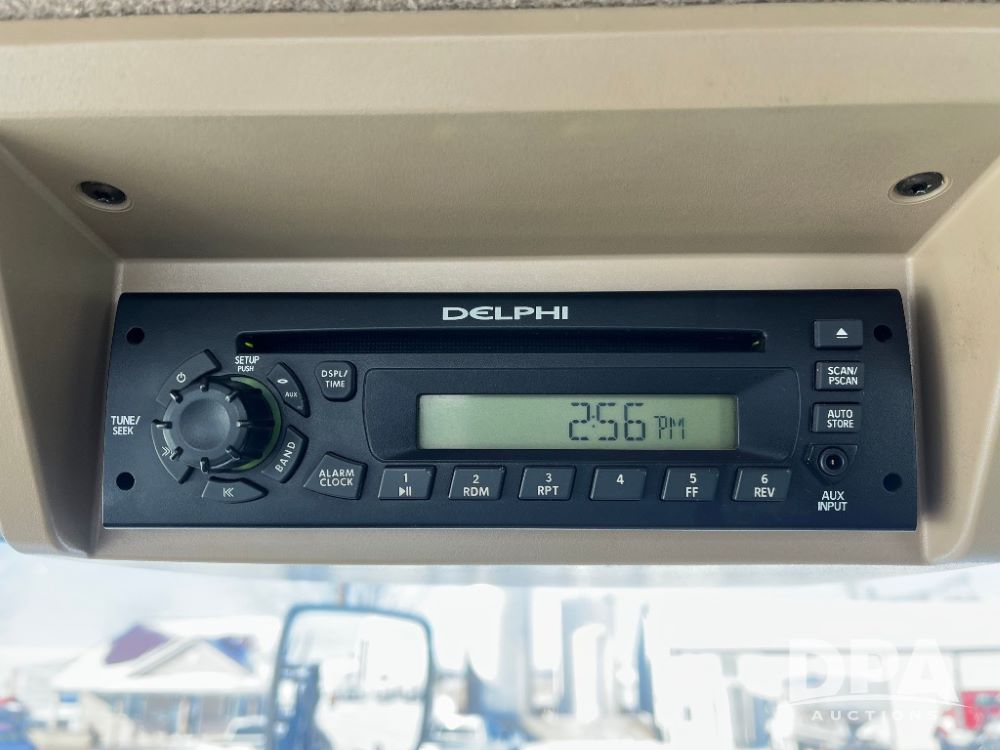 DELPHI
SETUP
PUSH
DSPL/
TIME
AUX
TUNE/
SEEK
BAND
ALARM
CLOCK
2:56 PM
1
2
RDM
3
RPT
4
5
FF
6
REV
SCAN/
PSCAN
AUTO
STORE
AUX
INPUT
DPA
AUCTIONS